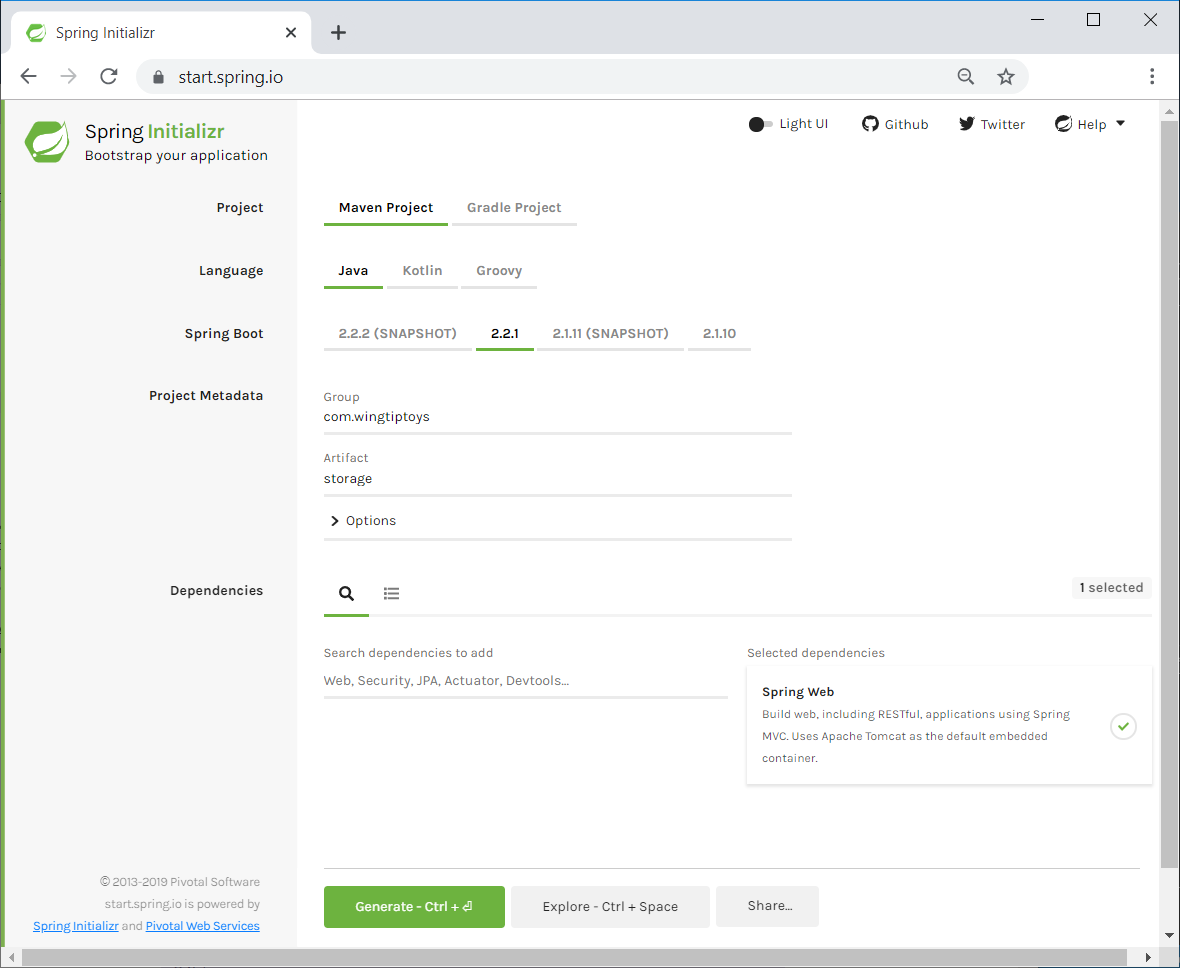 Spring Initializr
start.spring.io
Spring Initializr
Bootstrap your application
Light UI
Github
Twitter
Help
Project
Maven Project
Gradle Project
Language
Java
Kotlin
Groovy
Spring Boot
2.2.2 (SNAPSHOT)
2.2.1
2.1.11 (SNAPSHOT)
2.1.10
Project Metadata
Group
com.wingtiptoys
Artifact
storage
Options
Dependencies
1 selected
Search dependencies to add
Web, Security, JPA, Actuator, Devtools...
Selected dependencies
Spring Web
Build web, including RESTful, applications using Spring
MVC. Uses Apache Tomcat as the default embedded
container.
© 2013-2019 Pivotal Software
start.spring.io is powered by
Spring Initializr and Pivotal Web Services
Generate - Ctrl + ⏎
Explore - Ctrl + Space
Share...